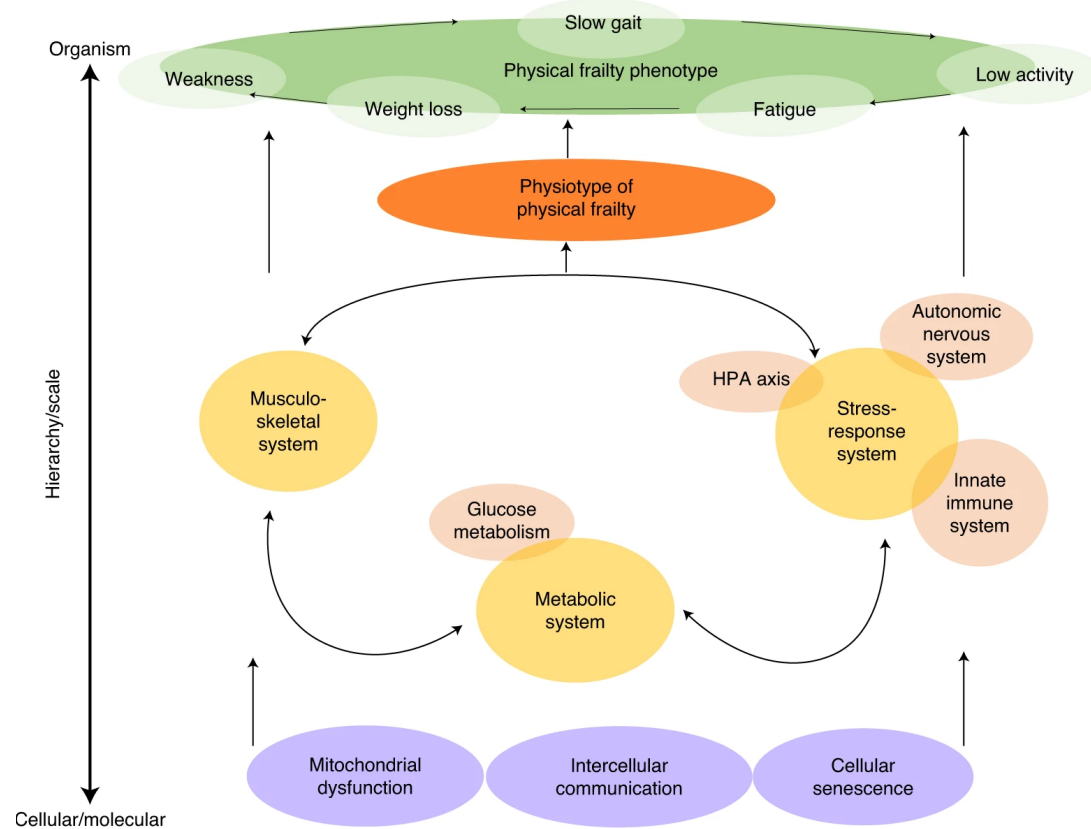 Slow gait
Organism
Physical frailty phenotype
Weakness
Low activity
Weight loss
Fatigue
Physiotype of
physical frailty
Autonomic
nervous
system
HPA axis
Musculo-
skeletal
system
Stress-
response
system
Hierarchy/scale
Glucose
metabolism
Innate
immune
system
Metabolic
system
Mitochondrial
dysfunction
Intercellular
communication
Cellular
senescence
Cellular/molecular